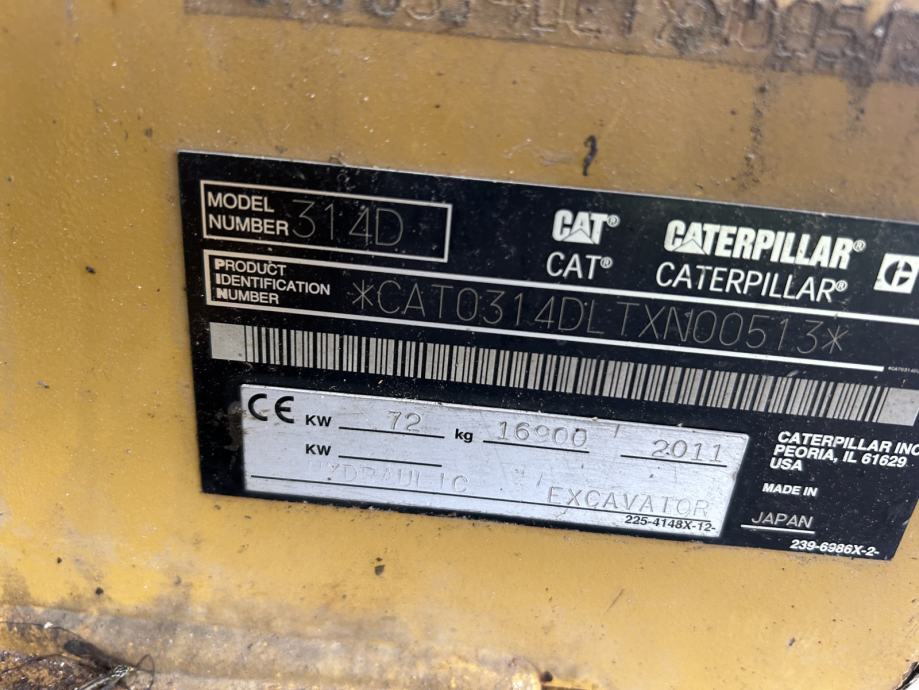 MODEL
NUMBER 314D
CAT®
CAT®
CATERPILLAR®
CATERPILLAR®
PRODUCT
IDENTIFICATION
NUMBER
*CAT0314DLTXN00513*
CE KW 72 kg 16900 2011
KW
HYDRAULIC EXCAVATOR
225-4148X-12-
CATERPILLAR INC
PEORIA, IL 61629
USA
MADE IN
JAPAN
239-6986X-2-